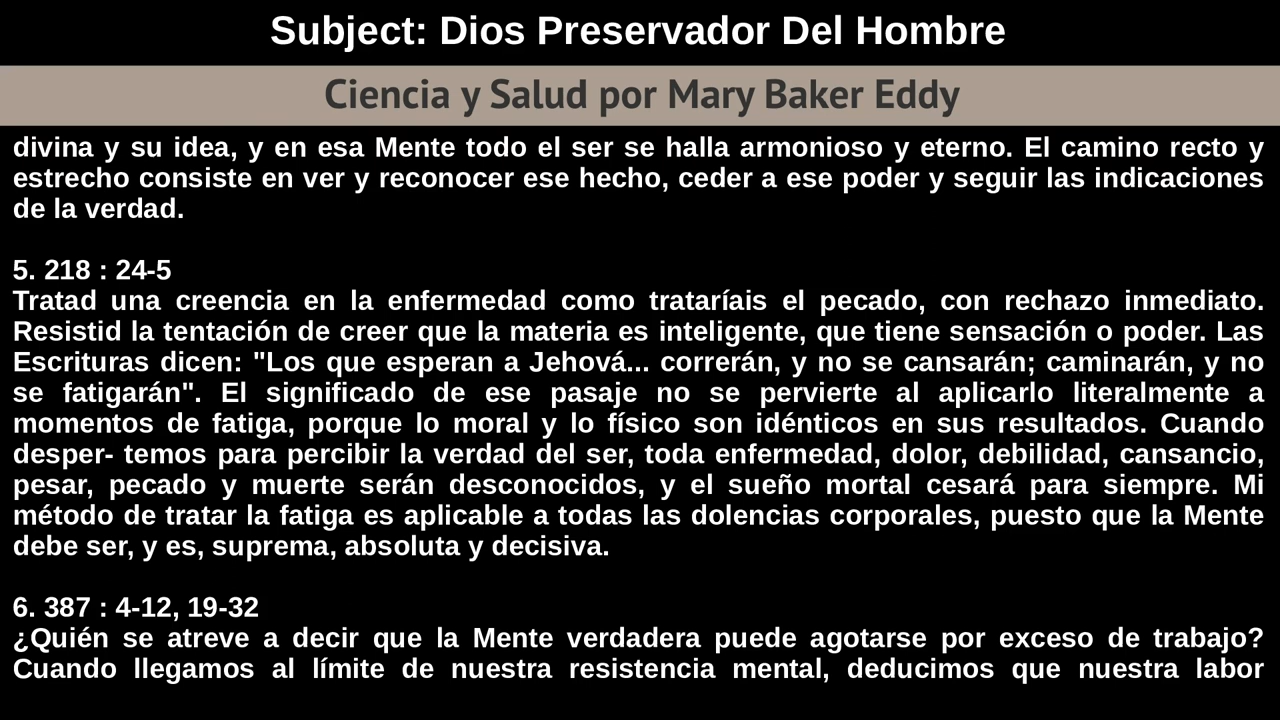 Subject: Dios Preservador Del Hombre
Ciencia y Salud por Mary Baker Eddy
divina y su idea, y en esa Mente todo el ser se halla armonioso y eterno. El camino recto y
estrecho consiste en ver y reconocer ese hecho, ceder a ese poder y seguir las indicaciones
de la verdad.
5. 218 : 24-5
Tratad una creencia en la enfermedad como trataríais el pecado, con rechazo inmediato.
Resistid la tentación de creer que la materia es inteligente, que tiene sensación o poder. Las
Escrituras dicen: "Los que esperan a Jehová... correrán, y no se cansarán; caminarán, y no
se fatigarán". El significado de ese pasaje no se pervierte al aplicarlo literalmente a
momentos de fatiga, porque lo moral y lo físico son idénticos en sus resultados. Cuando
desper- temos para percibir la verdad del ser, toda enfermedad, dolor, debilidad, cansancio,
pesar, pecado y muerte serán desconocidos, y el sueño mortal cesará para siempre. Mi
método de tratar la fatiga es aplicable a todas las dolencias corporales, puesto que la Mente
debe ser, y es, suprema, absoluta y decisiva.
6. 387 : 4-12, 19-32
¿Quién se atreve a decir que la Mente verdadera puede agotarse por exceso de trabajo?
Cuando llegamos al límite de nuestra resistencia mental, deducimos que nuestra labor